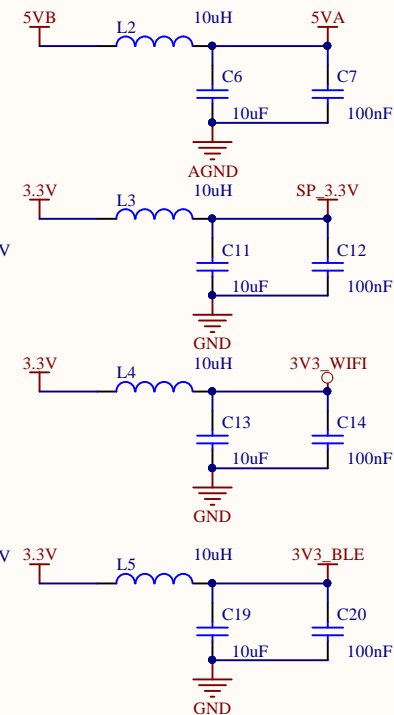 5VB
L2
10uH
5VA
C6
C7
10uF
100nF
AGND
3.3V
L3
10uH
SP_3.3V
V
C11
C12
10uF
100nF
GND
3.3V
L4
10uH
3V3_WIFI
C13
C14
10uF
100nF
GND
V
3.3V
L5
10uH
3V3_BLE
C19
C20
10uF
100nF
GND